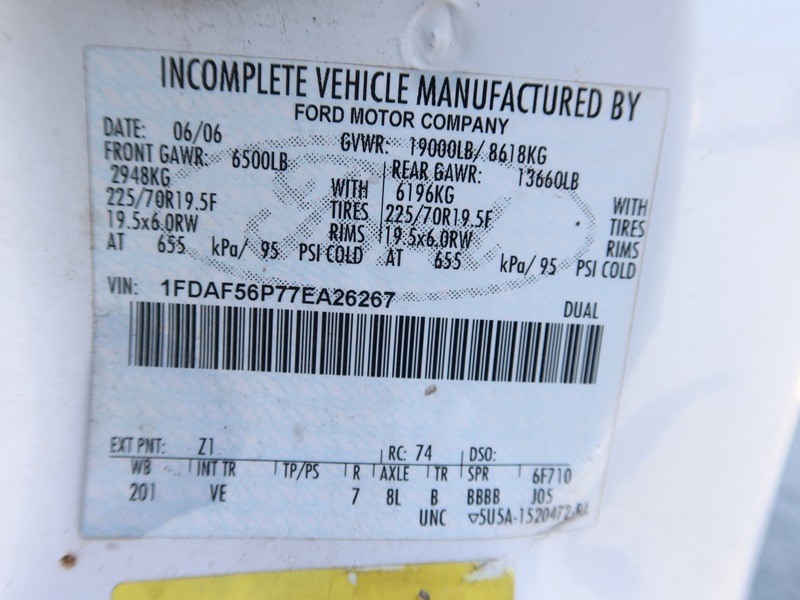 INCOMPLETE VEHICLE MANUFACTURED BY
FORD MOTOR COMPANY
DATE: 06/06 GVWR: 19000LB/ 8618KG
FRONT GAWR: 6500LB REAR GAWR: 13660LB
2948KG WITH 6196KG WITH
225/70R19.5F TIRES 225/70R19.5F TIRES
19.5x6.0RW RIMS 19.5x6.0RW RIMS
AT 655 kPa/ 95 PSI COLD AT 655 kPa/ 95 PSI COLD
VIN: 1FDAF56P77EA26267 DUAL
EXT PNT: Z1 RC: 74 DSO:
WB INT TR TP/PS R AXLE TR SPR 6F710
201 VE 7 8L B BBBB J05
UNC